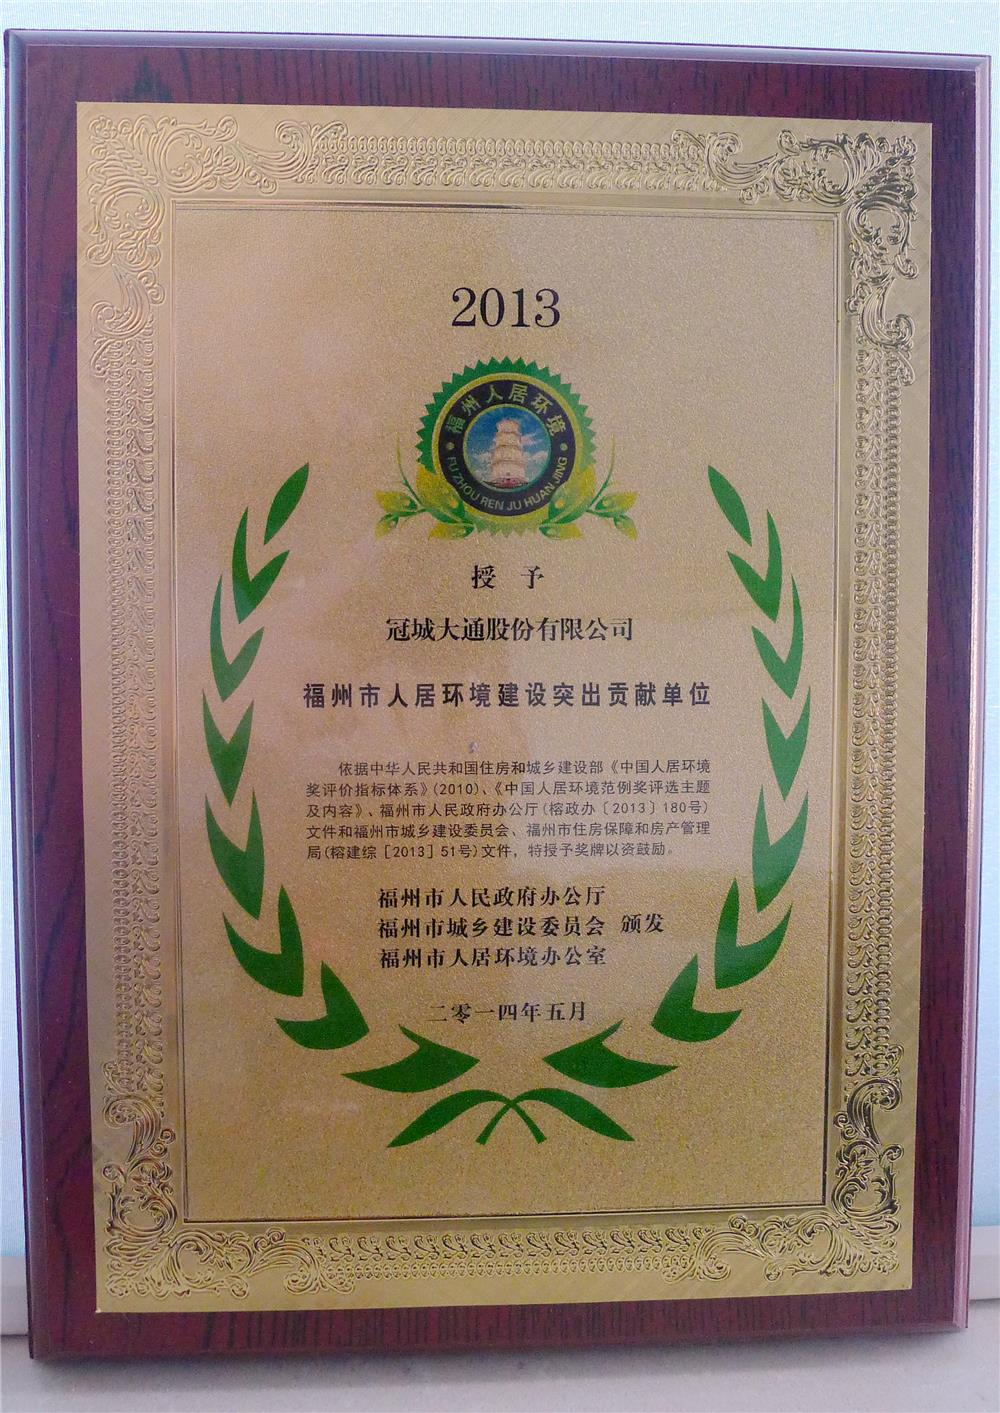 2013
福州人居环境
FU ZHOU REN JU HUAN JING
授 予
冠城大通股份有限公司
福州市人居环境建设突出贡献单位
依据中华人民共和国住房和城乡建设部《中国人居环境
奖评价指标体系》(2010)、《中国人居环境范例奖评选主题
及内容》、福州市人民政府办公厅(榕政办〔2013〕180号)
文件和福州市城乡建设委员会、福州市住房保障和房产管理
局(榕建综［2013］51号)文件，特授予奖牌以资鼓励。
福州市人民政府办公厅
福州市城乡建设委员会 颁发
福州市人居环境办公室
二零一四年五月